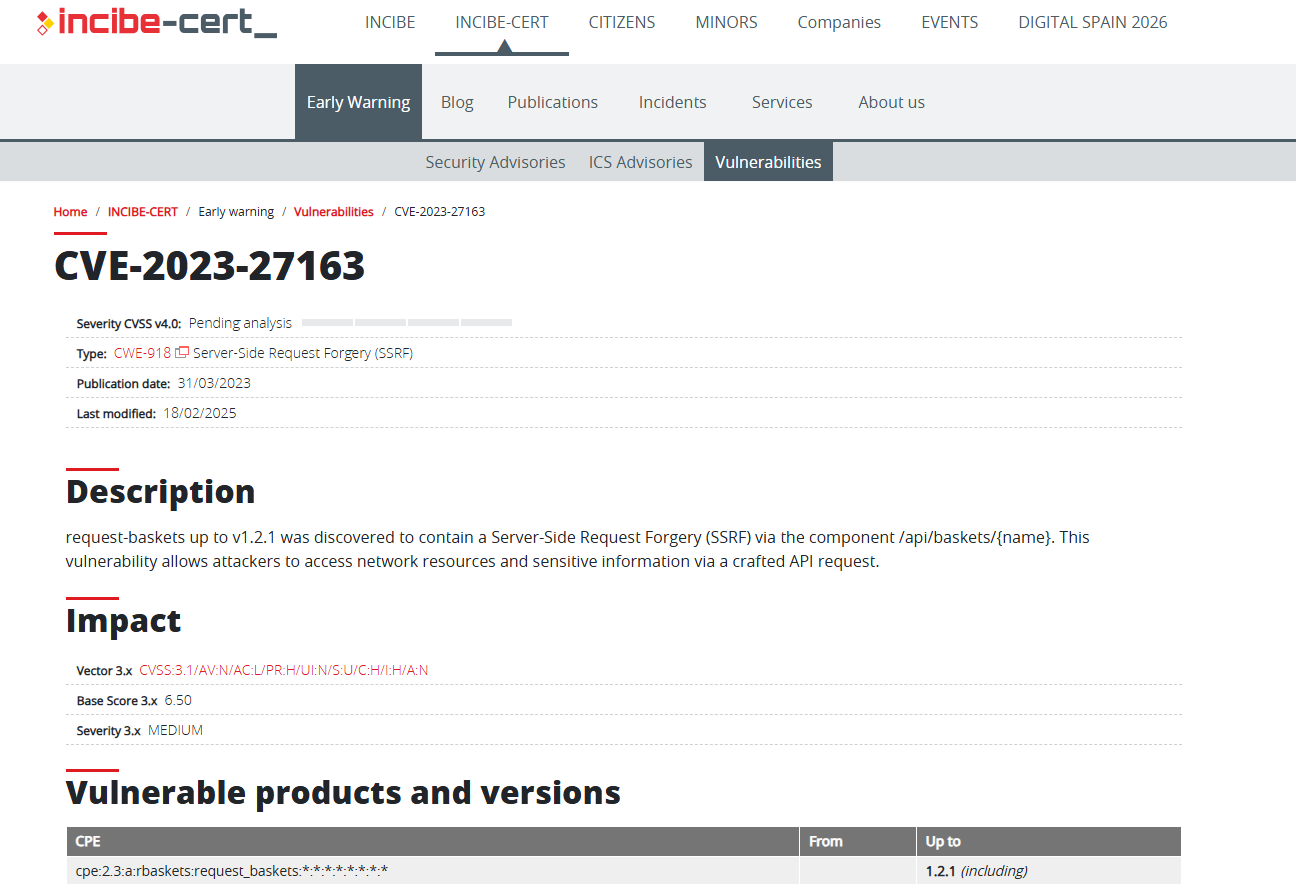 incibe-cert_
INCIBE INCIBE-CERT CITIZENS MINORS Companies EVENTS DIGITAL SPAIN 2026
Early Warning Blog Publications Incidents Services About us
Security Advisories ICS Advisories Vulnerabilities
Home / INCIBE-CERT / Early warning / Vulnerabilities / CVE-2023-27163
CVE-2023-27163
Severity CVSS v4.0: Pending analysis
Type: CWE-918 Server-Side Request Forgery (SSRF)
Publication date: 31/03/2023
Last modified: 18/02/2025
Description
request-baskets up to v1.2.1 was discovered to contain a Server-Side Request Forgery (SSRF) via the component /api/baskets/{name}. This
vulnerability allows attackers to access network resources and sensitive information via a crafted API request.
Impact
Vector 3.x CVSS:3.1/AV:N/AC:L/PR:H/UI:N/S:U/C:H/I:H/A:N
Base Score 3.x 6.50
Severity 3.x MEDIUM
Vulnerable products and versions
CPE From Up to
cpe:2.3:a:rbaskets:request_baskets:*:*:*:*:*:*:*:* 1.2.1 (including)